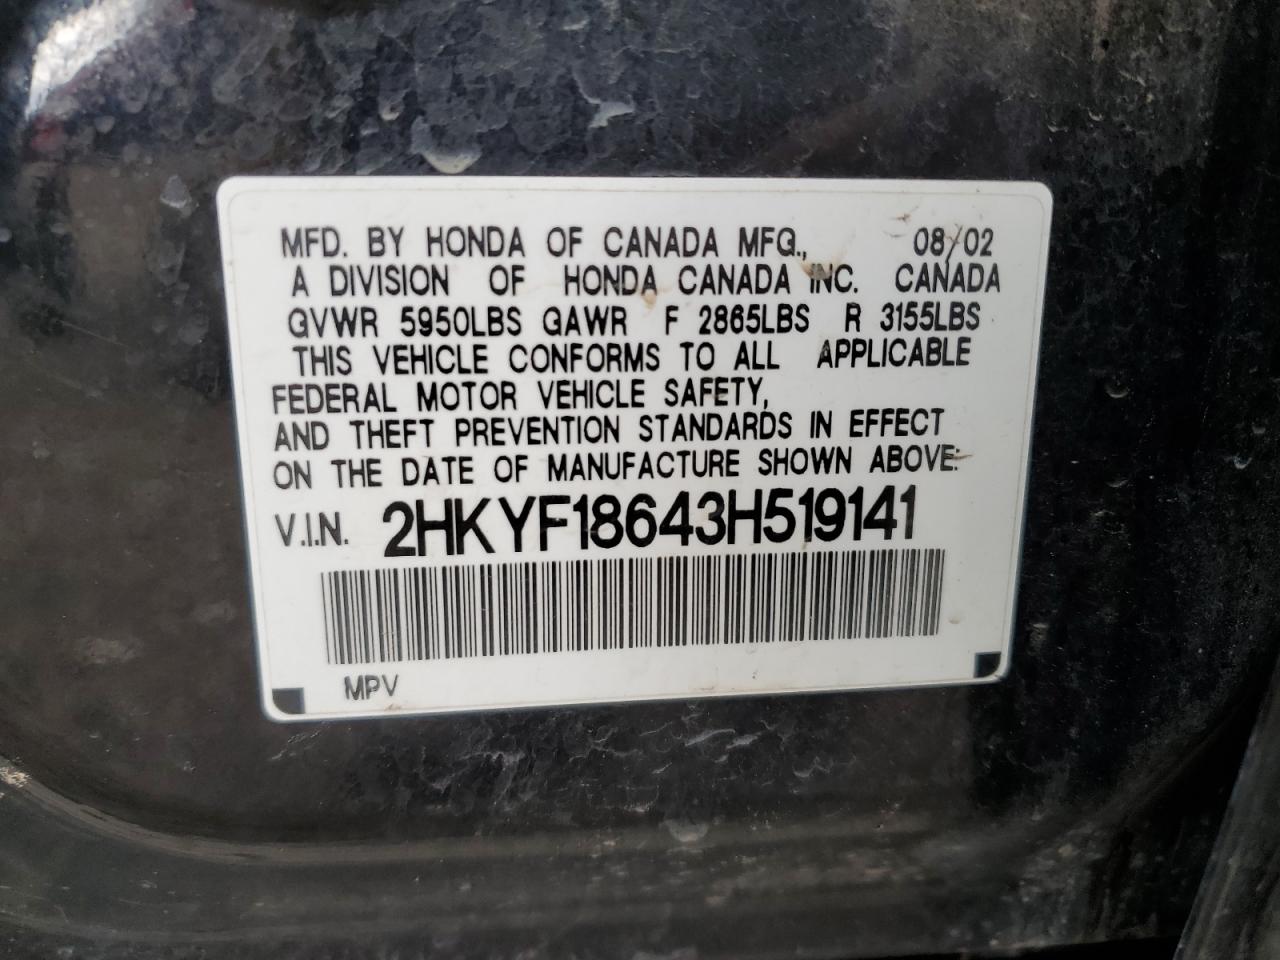 MFD. BY HONDA OF CANADA MFG., 08/02
A DIVISION OF HONDA CANADA INC. CANADA
GVWR 5950LBS GAWR F 2865LBS R 3155LBS
THIS VEHICLE CONFORMS TO ALL APPLICABLE
FEDERAL MOTOR VEHICLE SAFETY,
AND THEFT PREVENTION STANDARDS IN EFFECT
ON THE DATE OF MANUFACTURE SHOWN ABOVE:
V.I.N. 2HKYF18643H519141
MPV